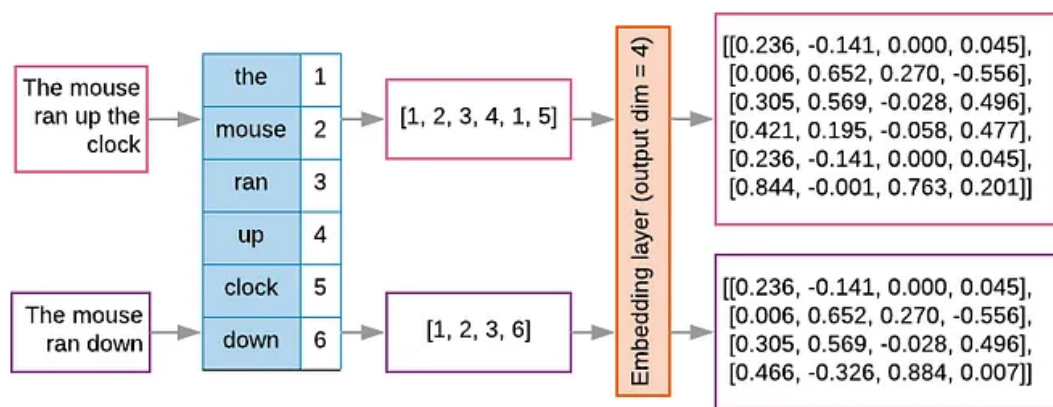 The mouse
ran up the
clock
the 1
mouse 2
ran 3
up 4
clock 5
down 6
[1, 2, 3, 4, 1, 5]
Embedding layer (output dim = 4)
[[0.236, -0.141, 0.000, 0.045],
[0.006, 0.652, 0.270, -0.556],
[0.305, 0.569, -0.028, 0.496],
[0.421, 0.195, -0.058, 0.477],
[0.236, -0.141, 0.000, 0.045],
[0.844, -0.001, 0.763, 0.201]]
The mouse
ran down
[1, 2, 3, 6]
[[0.236, -0.141, 0.000, 0.045],
[0.006, 0.652, 0.270, -0.556],
[0.305, 0.569, -0.028, 0.496],
[0.466, -0.326, 0.884, 0.007]]